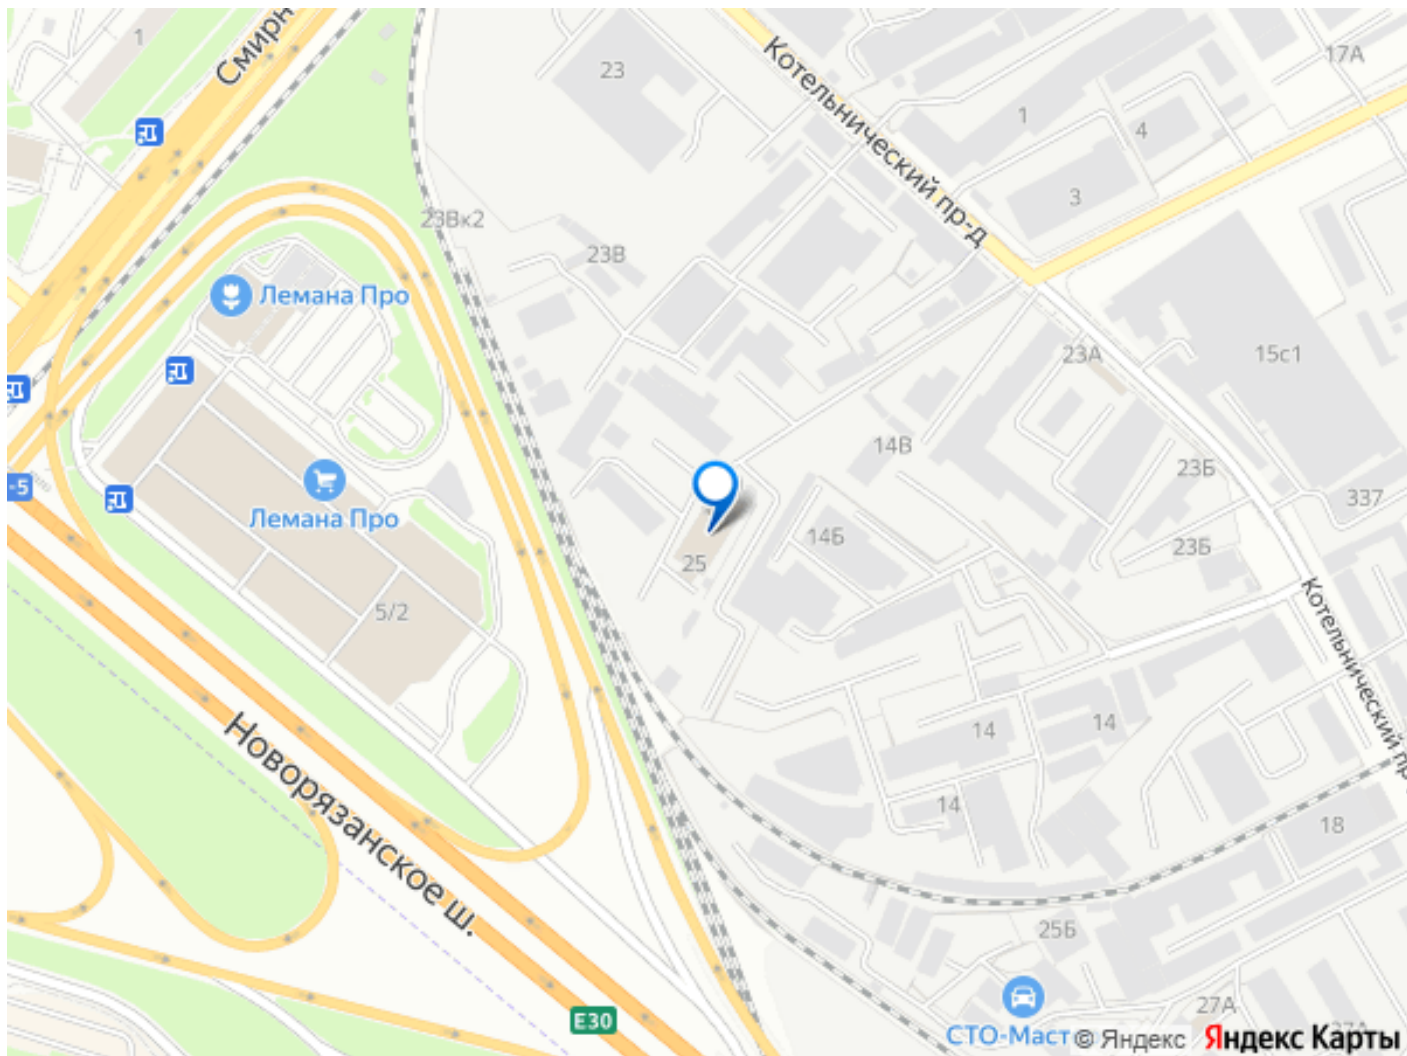 1
Смирн
23
Котельнический пр-д
17А
1
4
3
23Вк2
23В
Лемана Про
23А
15с1
14В
23Б
337
-5
Лемана Про
14Б
23Б
25
5/2
Котельнический пр-
Новорязанское ш.
14
14
14
18
25Б
27А
27А
E30
СТО-Маст
© Яндекс Яндекс Карты